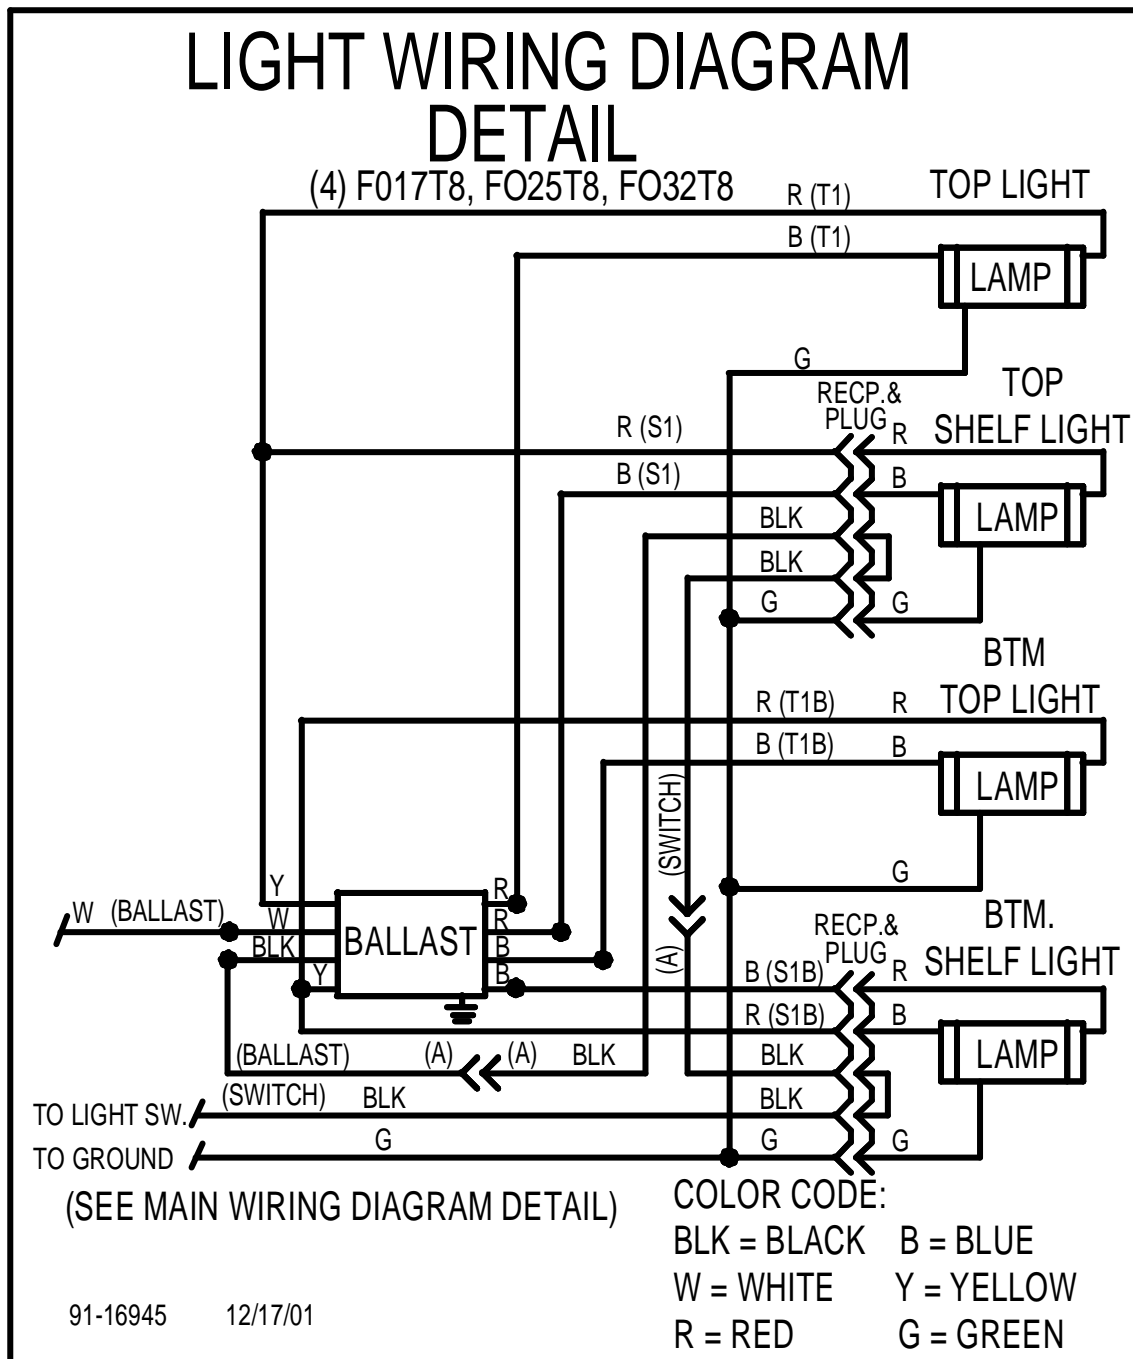 LIGHT WIRING DIAGRAM
DETAIL
(4) F017T8, FO25T8, FO32T8
TOP LIGHT
R (T1)
B (T1)
LAMP
G
RECP.&
PLUG
TOP
SHELF LIGHT
R (S1)
R
B (S1)
B
LAMP
BLK
BLK
G
G
BTM
TOP LIGHT
R (T1B)
R
B (T1B)
B
LAMP
(SWITCH)
G
Y
R
W
(BALLAST)
W
R
BLK
BALLAST
B
Y
B
(A)
RECP.&
PLUG
BTM.
SHELF LIGHT
B (S1B)
R
R (S1B)
B
LAMP
(BALLAST)
(A)
(A)
BLK
BLK
(SWITCH)
BLK
BLK
TO LIGHT SW.
G
G
G
TO GROUND
(SEE MAIN WIRING DIAGRAM DETAIL)
COLOR CODE:
BLK = BLACK B = BLUE
W = WHITE Y = YELLOW
R = RED G = GREEN
91-16945 12/17/01